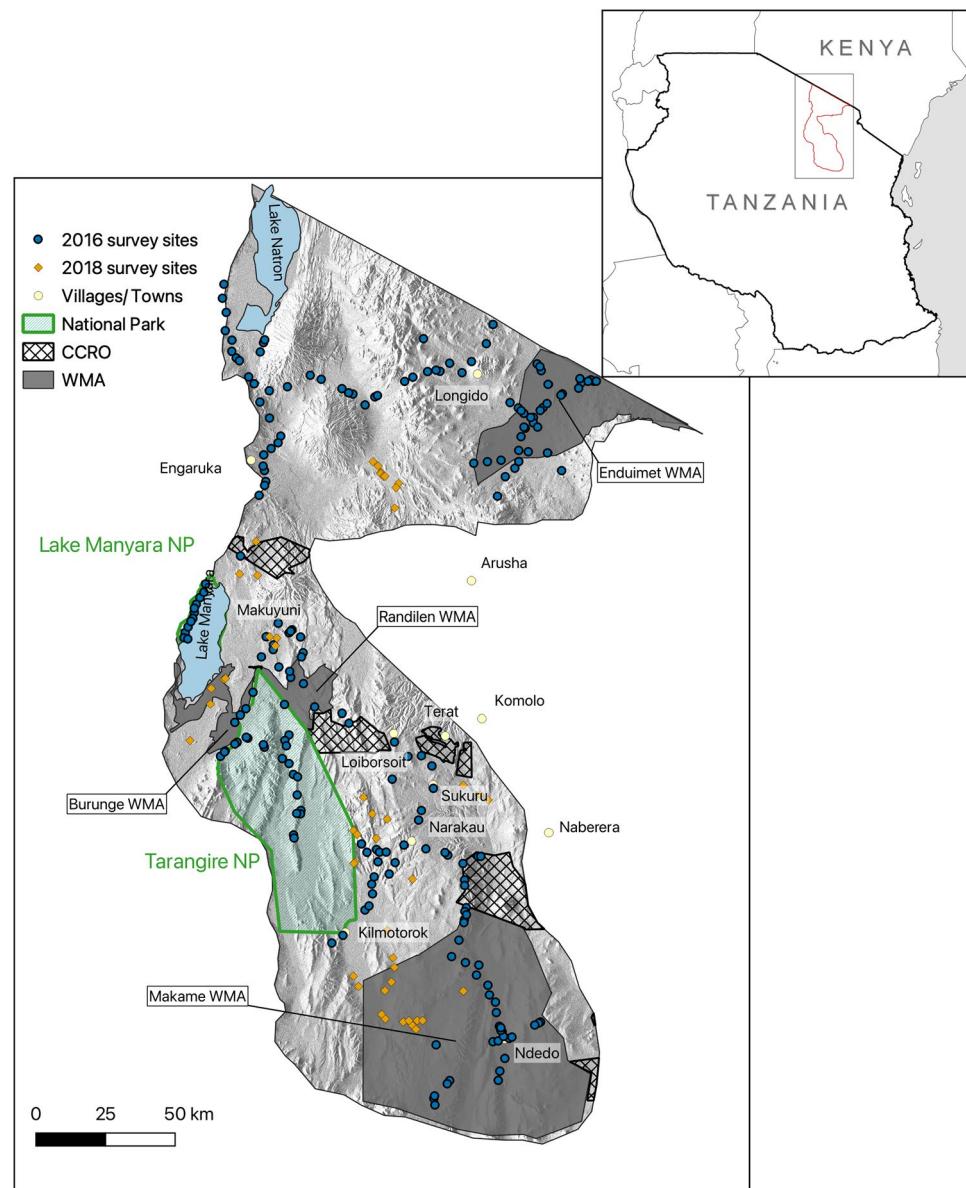 KENYA
TANZANIA
2016 survey sites
2018 survey sites
Villages/ Towns
National Park
CCRO
WMA
Lake Natron
Longido
Engaruka
Enduimet WMA
Lake Manyara NP
Arusha
Lake Manyara
Makuyuni
Randilen WMA
Komolo
Terat
Loiborsoit
Burunge WMA
Sukuru
Narakau
Naberera
Tarangire NP
Kilmotorok
Makame WMA
Ndedo
0 25 50 km